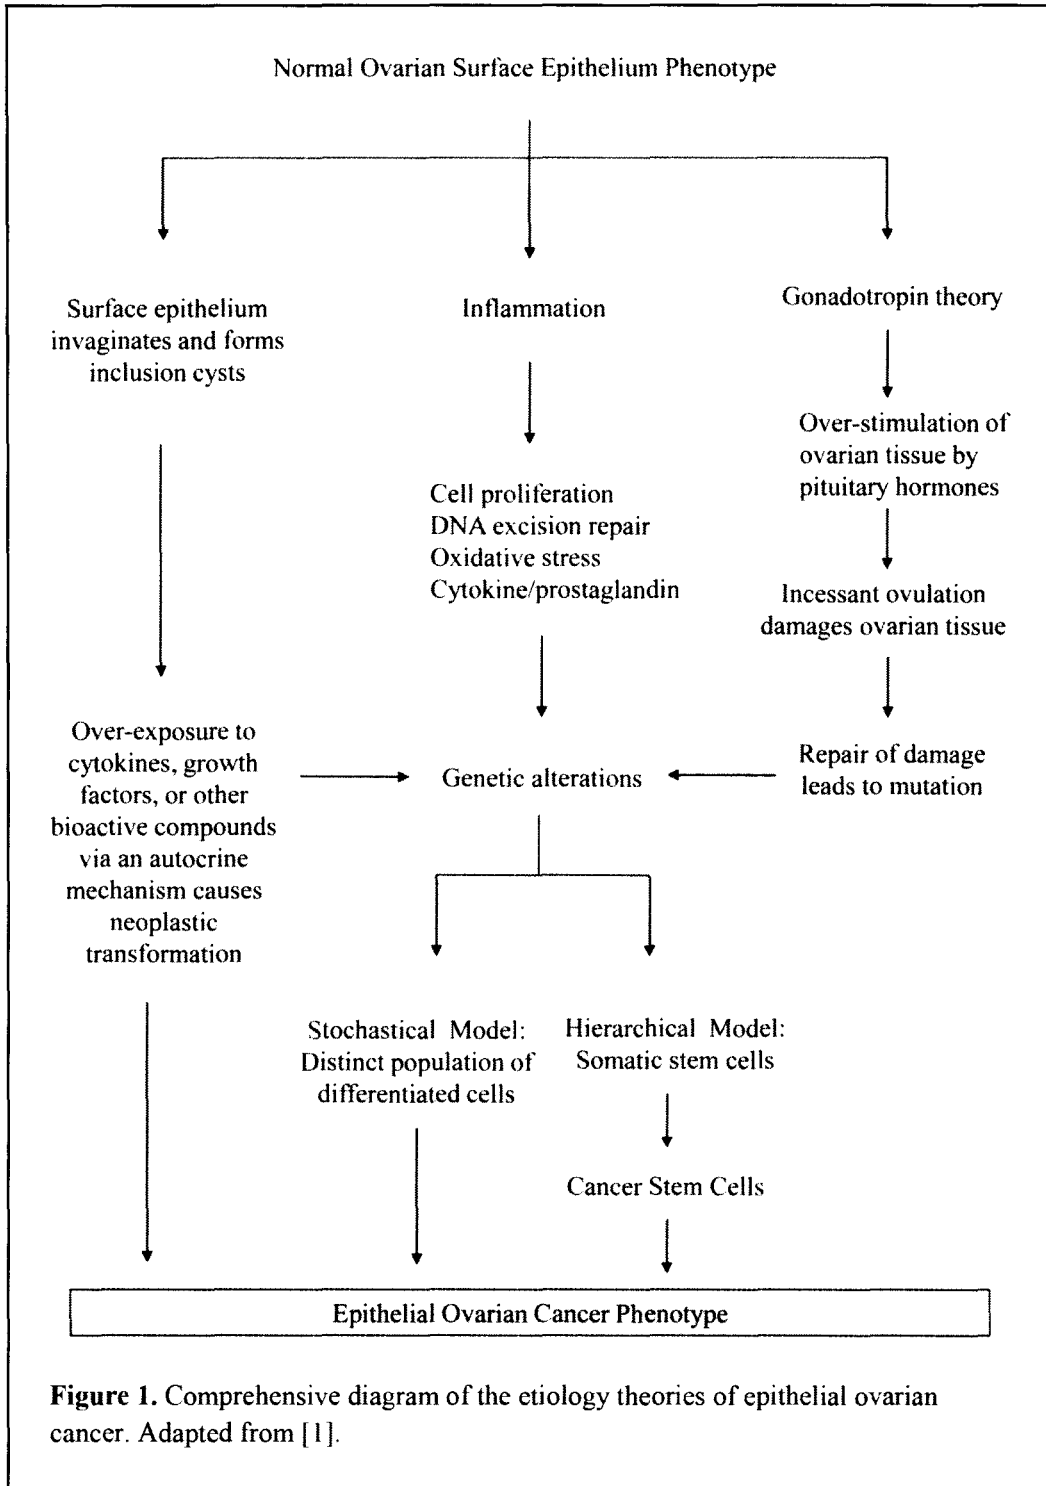 Normal Ovarian Surface Epithelium Phenotype
Surface epithelium
invaginates and forms
inclusion cysts
Inflammation
Gonadotropin theory
Over-stimulation of
ovarian tissue by
pituitary hormones
Cell proliferation
DNA excision repair
Oxidative stress
Cytokine/prostaglandin
Incessant ovulation
damages ovarian tissue
Over-exposure to
cytokines, growth
factors, or other
bioactive compounds
via an autocrine
mechanism causes
neoplastic
transformation
Genetic alterations
Repair of damage
leads to mutation
Stochastical Model:
Distinct population of
differentiated cells
Hierarchical Model:
Somatic stem cells
Cancer Stem Cells
Epithelial Ovarian Cancer Phenotype
Figure 1. Comprehensive diagram of the etiology theories of epithelial ovarian
cancer. Adapted from [1].